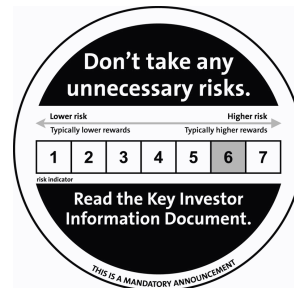 Don't take any
unnecessary risks.
Lower risk Higher risk
Typically lower rewards Typically higher rewards
1 2 3 4 5 6 7
risk indicator
Read the Key Investor
Information Document.
THIS IS A MANDATORY ANNOUNCEMENT